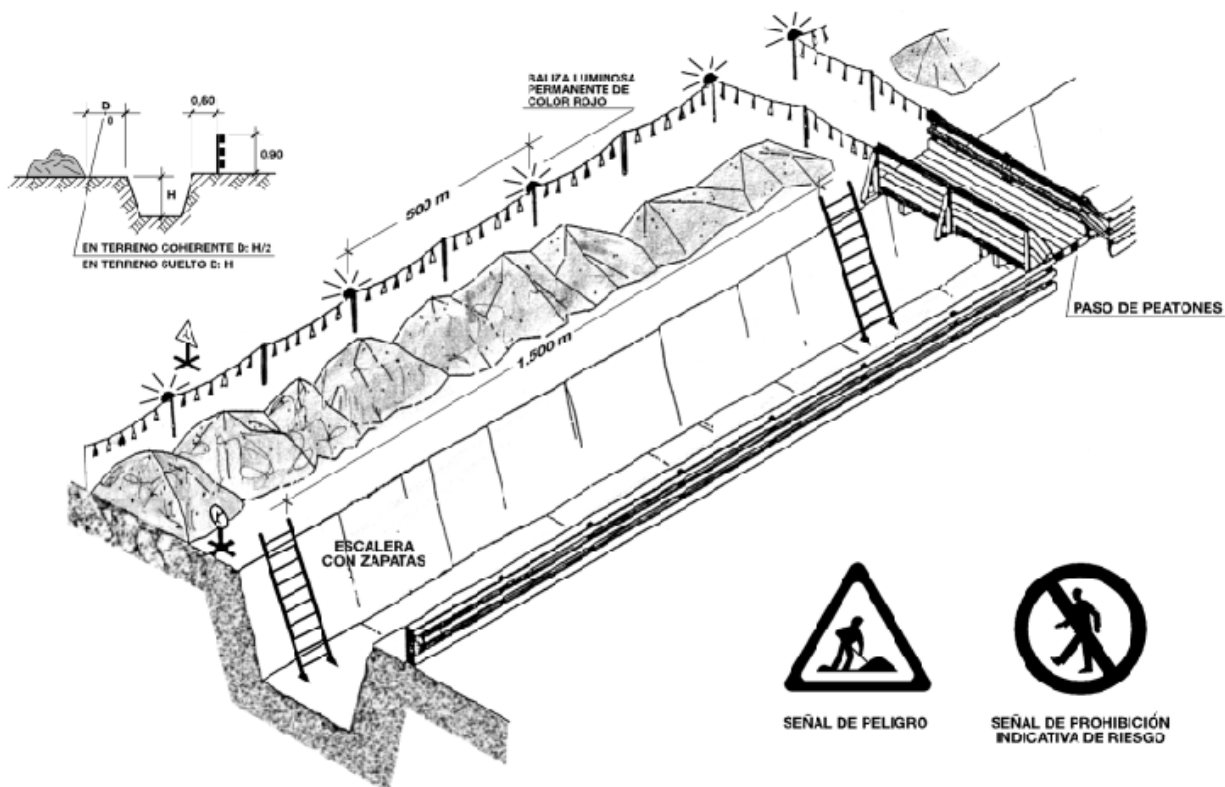 BALIZA LUMINOSA
PERMANENTE DE
COLOR ROJO
D
0
0,60
0.90
H
EN TERRENO COHERENTE D: H/2
EN TERRENO SUELTO D: H
500 m
1.500 m
PASO DE PEATONES
ESCALERA
CON ZAPATAS
SEÑAL DE PELIGRO
SEÑAL DE PROHIBICIÓN
INDICATIVA DE RIESGO